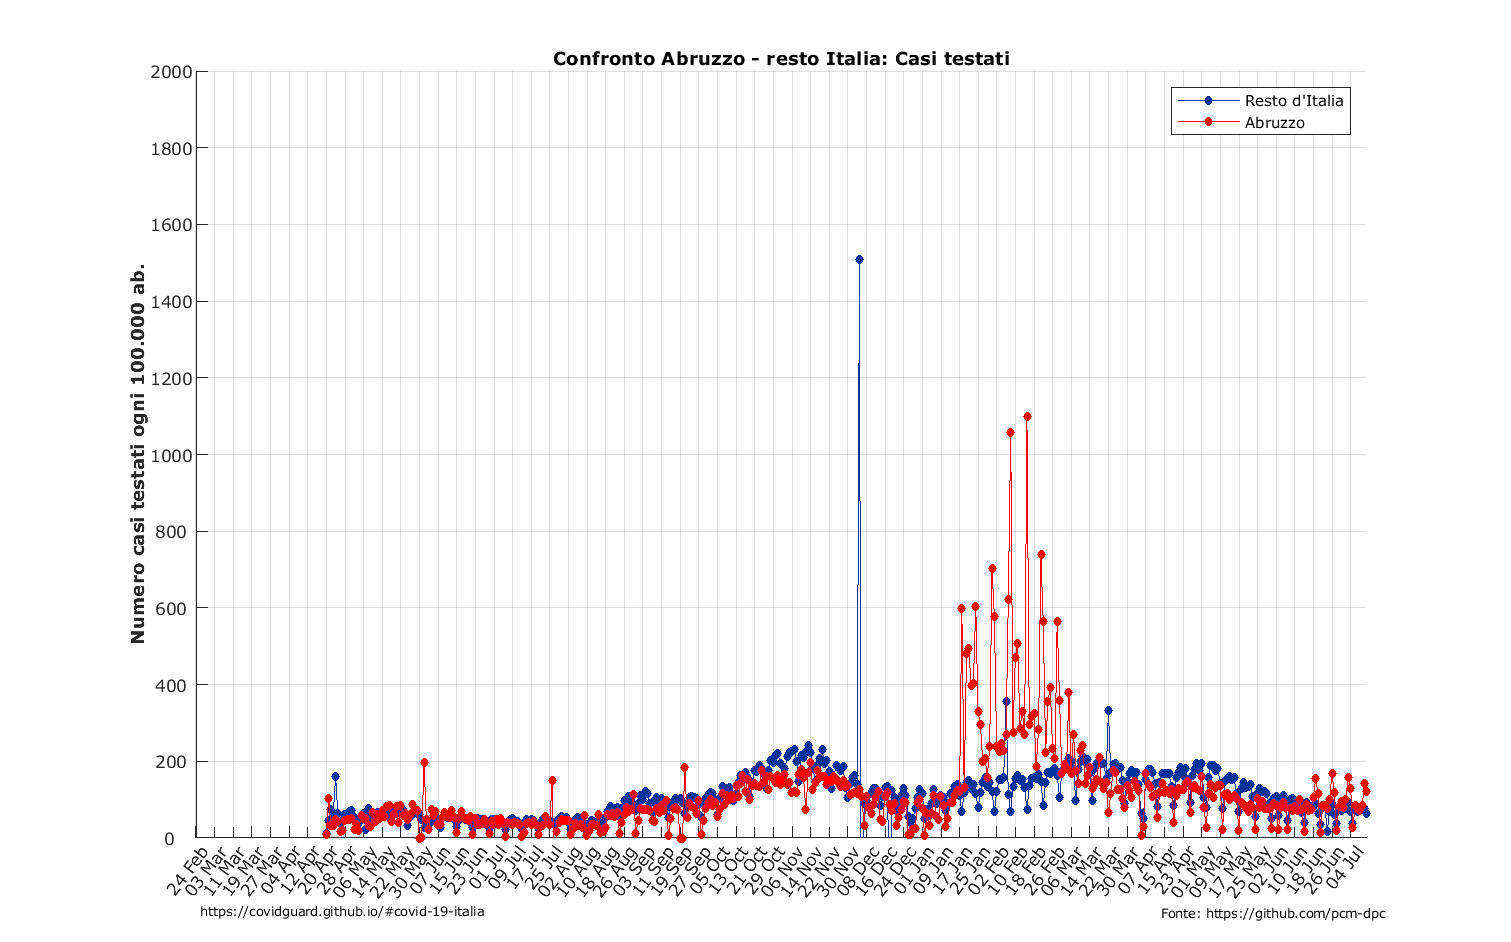 Confronto Abruzzo - resto Italia: Casi testati
Resto d'Italia
Abruzzo
Numero casi testati ogni 100.000 ab.
2000
1800
1600
1400
1200
1000
800
600
400
200
0
24 Feb
03 Mar
11 Mar
19 Mar
27 Mar
04 Apr
12 Apr
20 Apr
28 Apr
06 May
14 May
22 May
30 May
07 Jun
15 Jun
23 Jun
01 Jul
09 Jul
17 Jul
25 Jul
02 Aug
10 Aug
18 Aug
26 Aug
03 Sep
11 Sep
19 Sep
27 Sep
05 Oct
13 Oct
21 Oct
29 Oct
06 Nov
14 Nov
22 Nov
30 Nov
08 Dec
16 Dec
24 Dec
01 Jan
09 Jan
17 Jan
25 Jan
02 Feb
10 Feb
18 Feb
26 Feb
06 Mar
14 Mar
22 Mar
30 Mar
07 Apr
15 Apr
23 Apr
01 May
09 May
17 May
25 May
02 Jun
10 Jun
18 Jun
26 Jun
04 Jul
https://covidguard.github.io/#covid-19-italia
Fonte: https://github.com/pcm-dpc